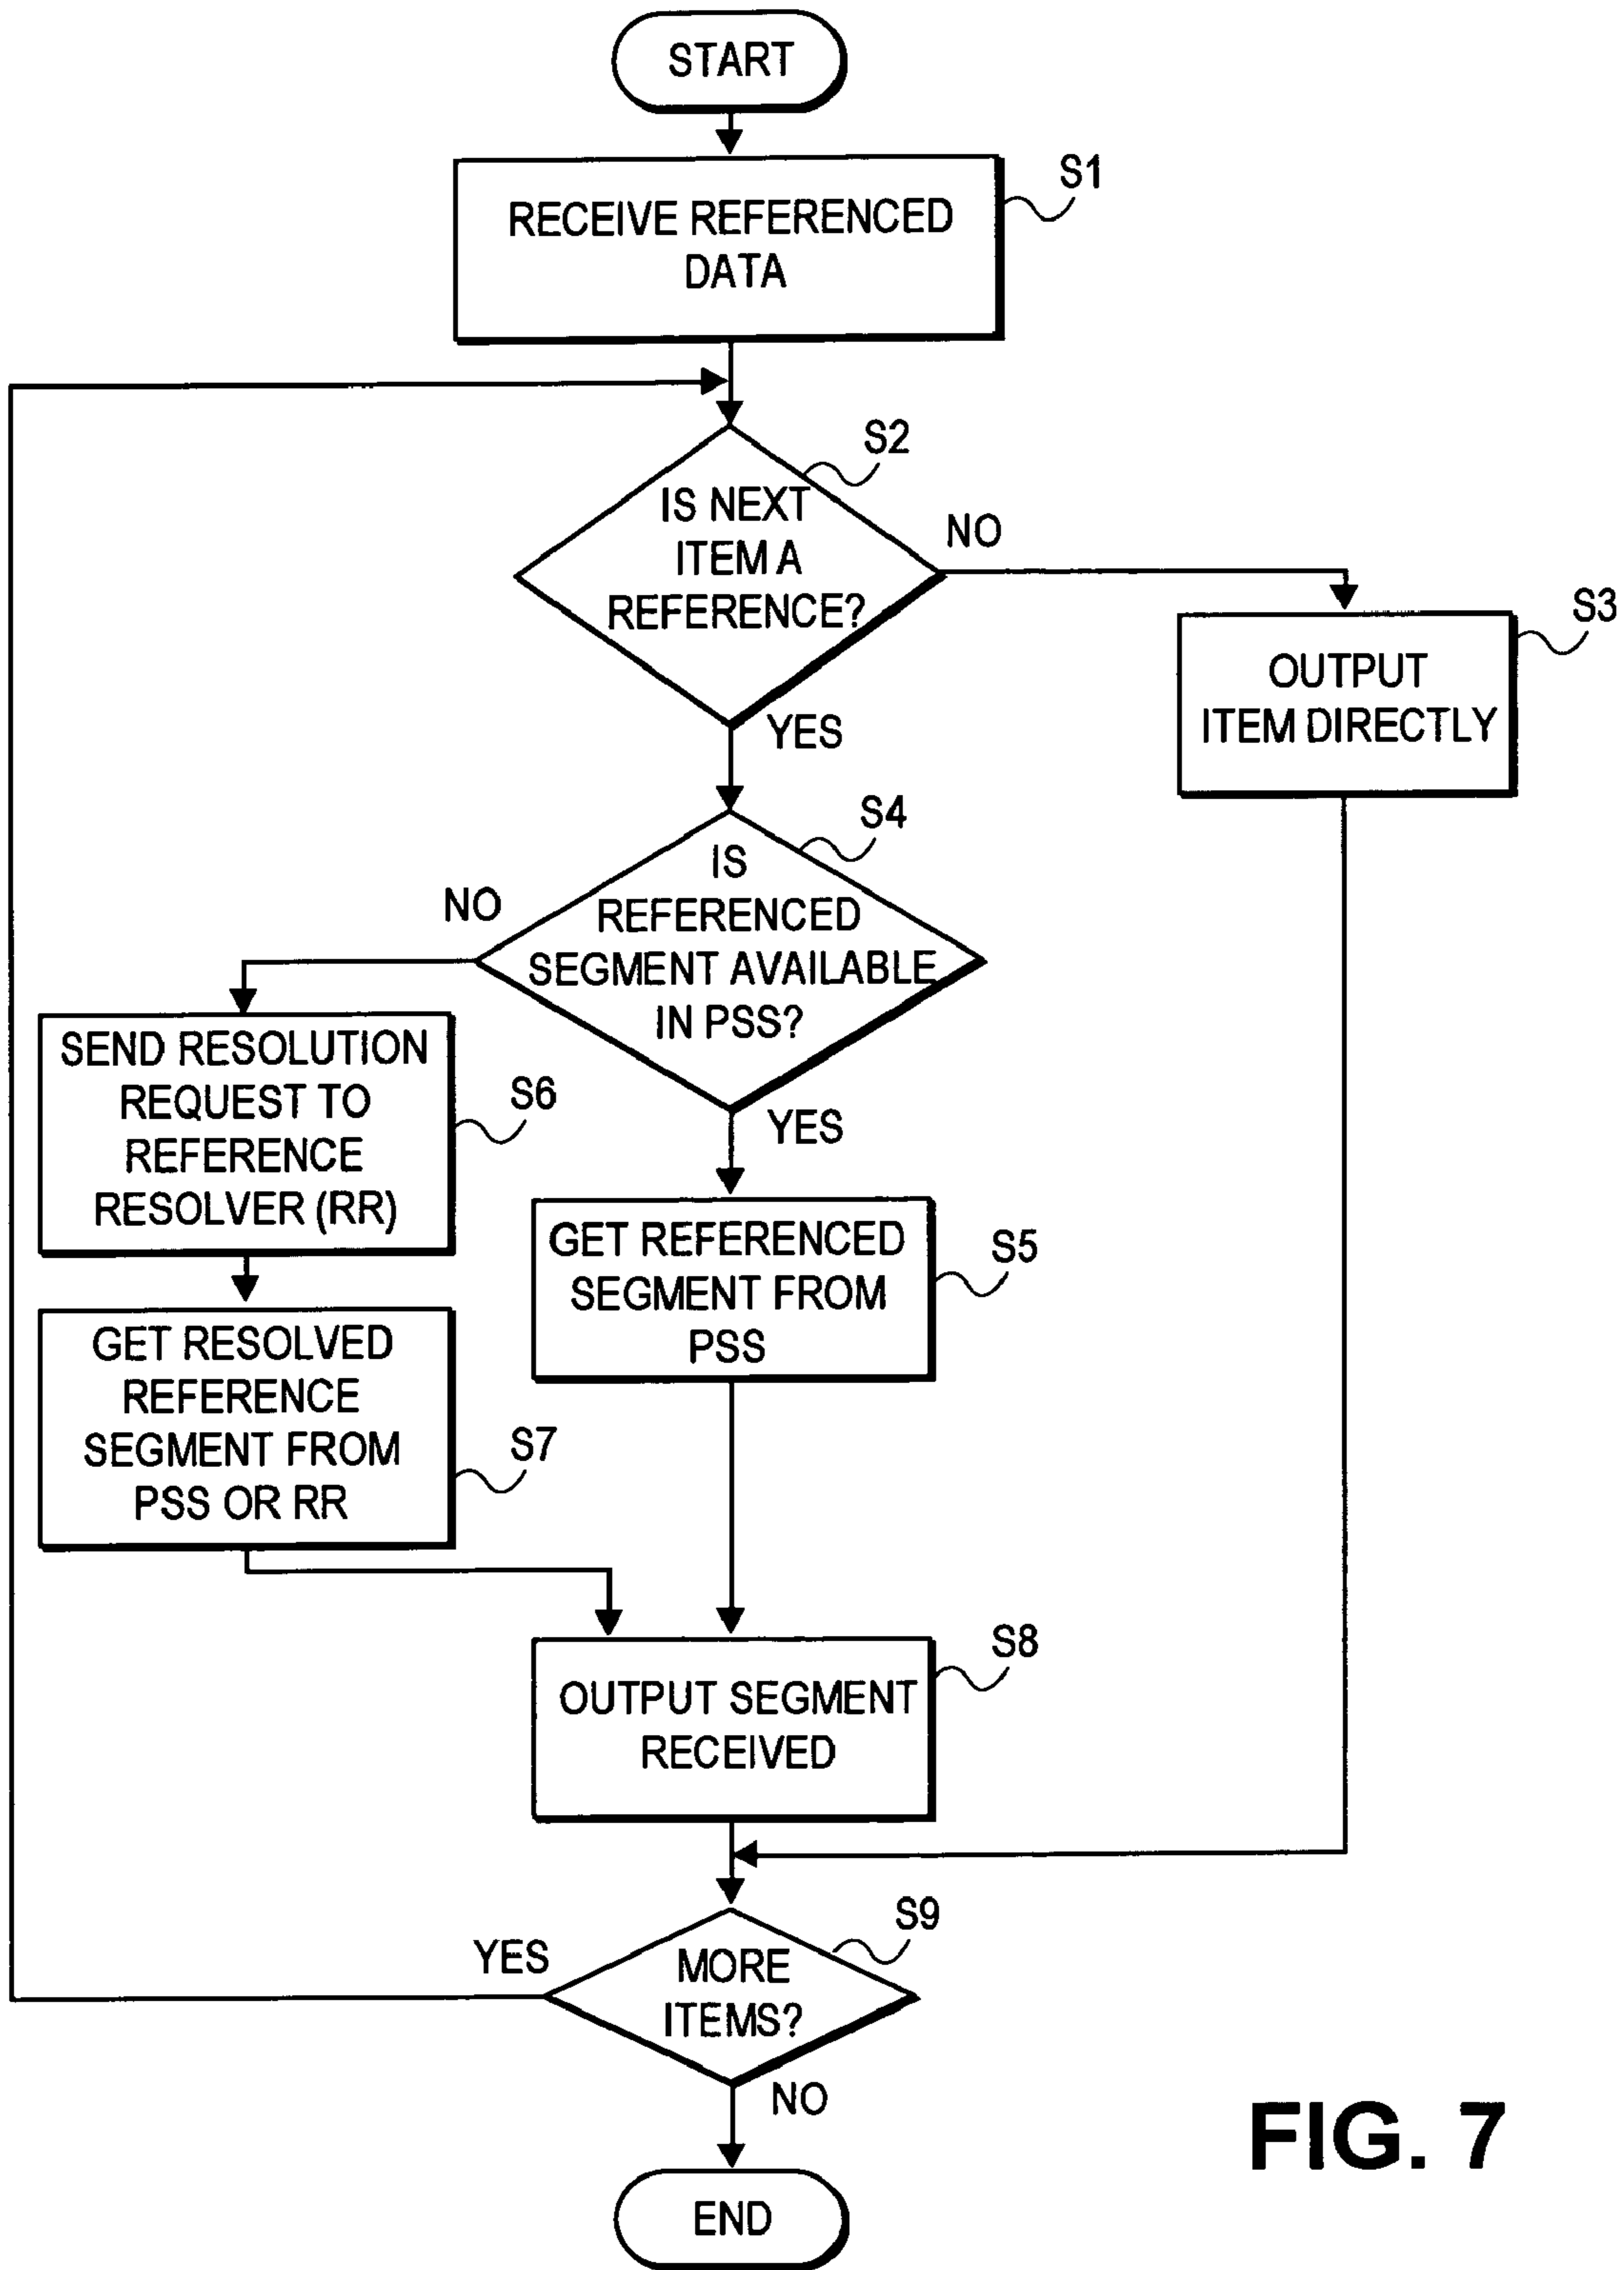 START
S1
RECEIVE REFERENCED
DATA
S2
IS NEXT
ITEM A
REFERENCE?
NO
YES
S3
OUTPUT
ITEM DIRECTLY
S4
IS
REFERENCED
SEGMENT AVAILABLE
IN PSS?
NO
YES
SEND RESOLUTION
REQUEST TO
REFERENCE
RESOLVER (RR)
S6
GET REFERENCED
SEGMENT FROM
PSS
S5
GET RESOLVED
REFERENCE
SEGMENT FROM
PSS OR RR
S7
OUTPUT SEGMENT
RECEIVED
S8
S9
MORE
ITEMS?
YES
NO
END
FIG. 7